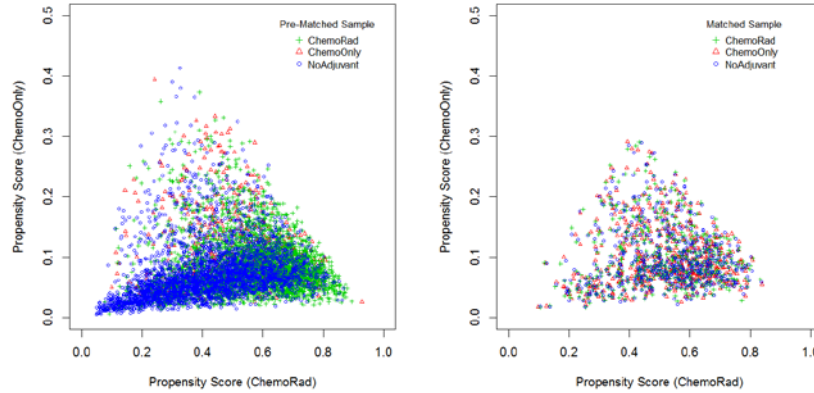 Pre-Matched Sample
ChemoRad
ChemoOnly
NoAdjuvant
Propensity Score (ChemoOnly)
0.5
0.4
0.3
0.2
0.1
0.0
0.0 0.2 0.4 0.6 0.8 1.0
Propensity Score (ChemoRad)
Matched Sample
ChemoRad
ChemoOnly
NoAdjuvant
Propensity Score (ChemoOnly)
0.5
0.4
0.3
0.2
0.1
0.0
0.0 0.2 0.4 0.6 0.8 1.0
Propensity Score (ChemoRad)